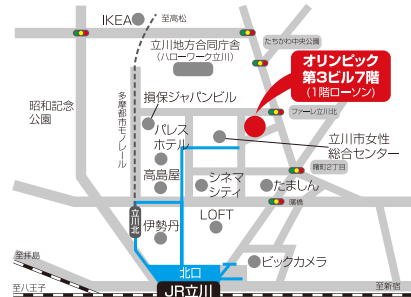 IKEA
至高松
立川地方合同庁舎
(ハローワーク立川)
たちかわ中央公園
オリンピック
第3ビル7階
(1階ローソン)
昭和記念
公園
多摩都市モノレール
損保ジャパンビル
ファーレ立川北
パレス
ホテル
立川市女性
総合センター
曙町2丁目
高島屋
シネマ
シティ
たましん
曙橋
立川北
伊勢丹
LOFT
至拝島
北口
ビックカメラ
至八王子
JR立川
至新宿